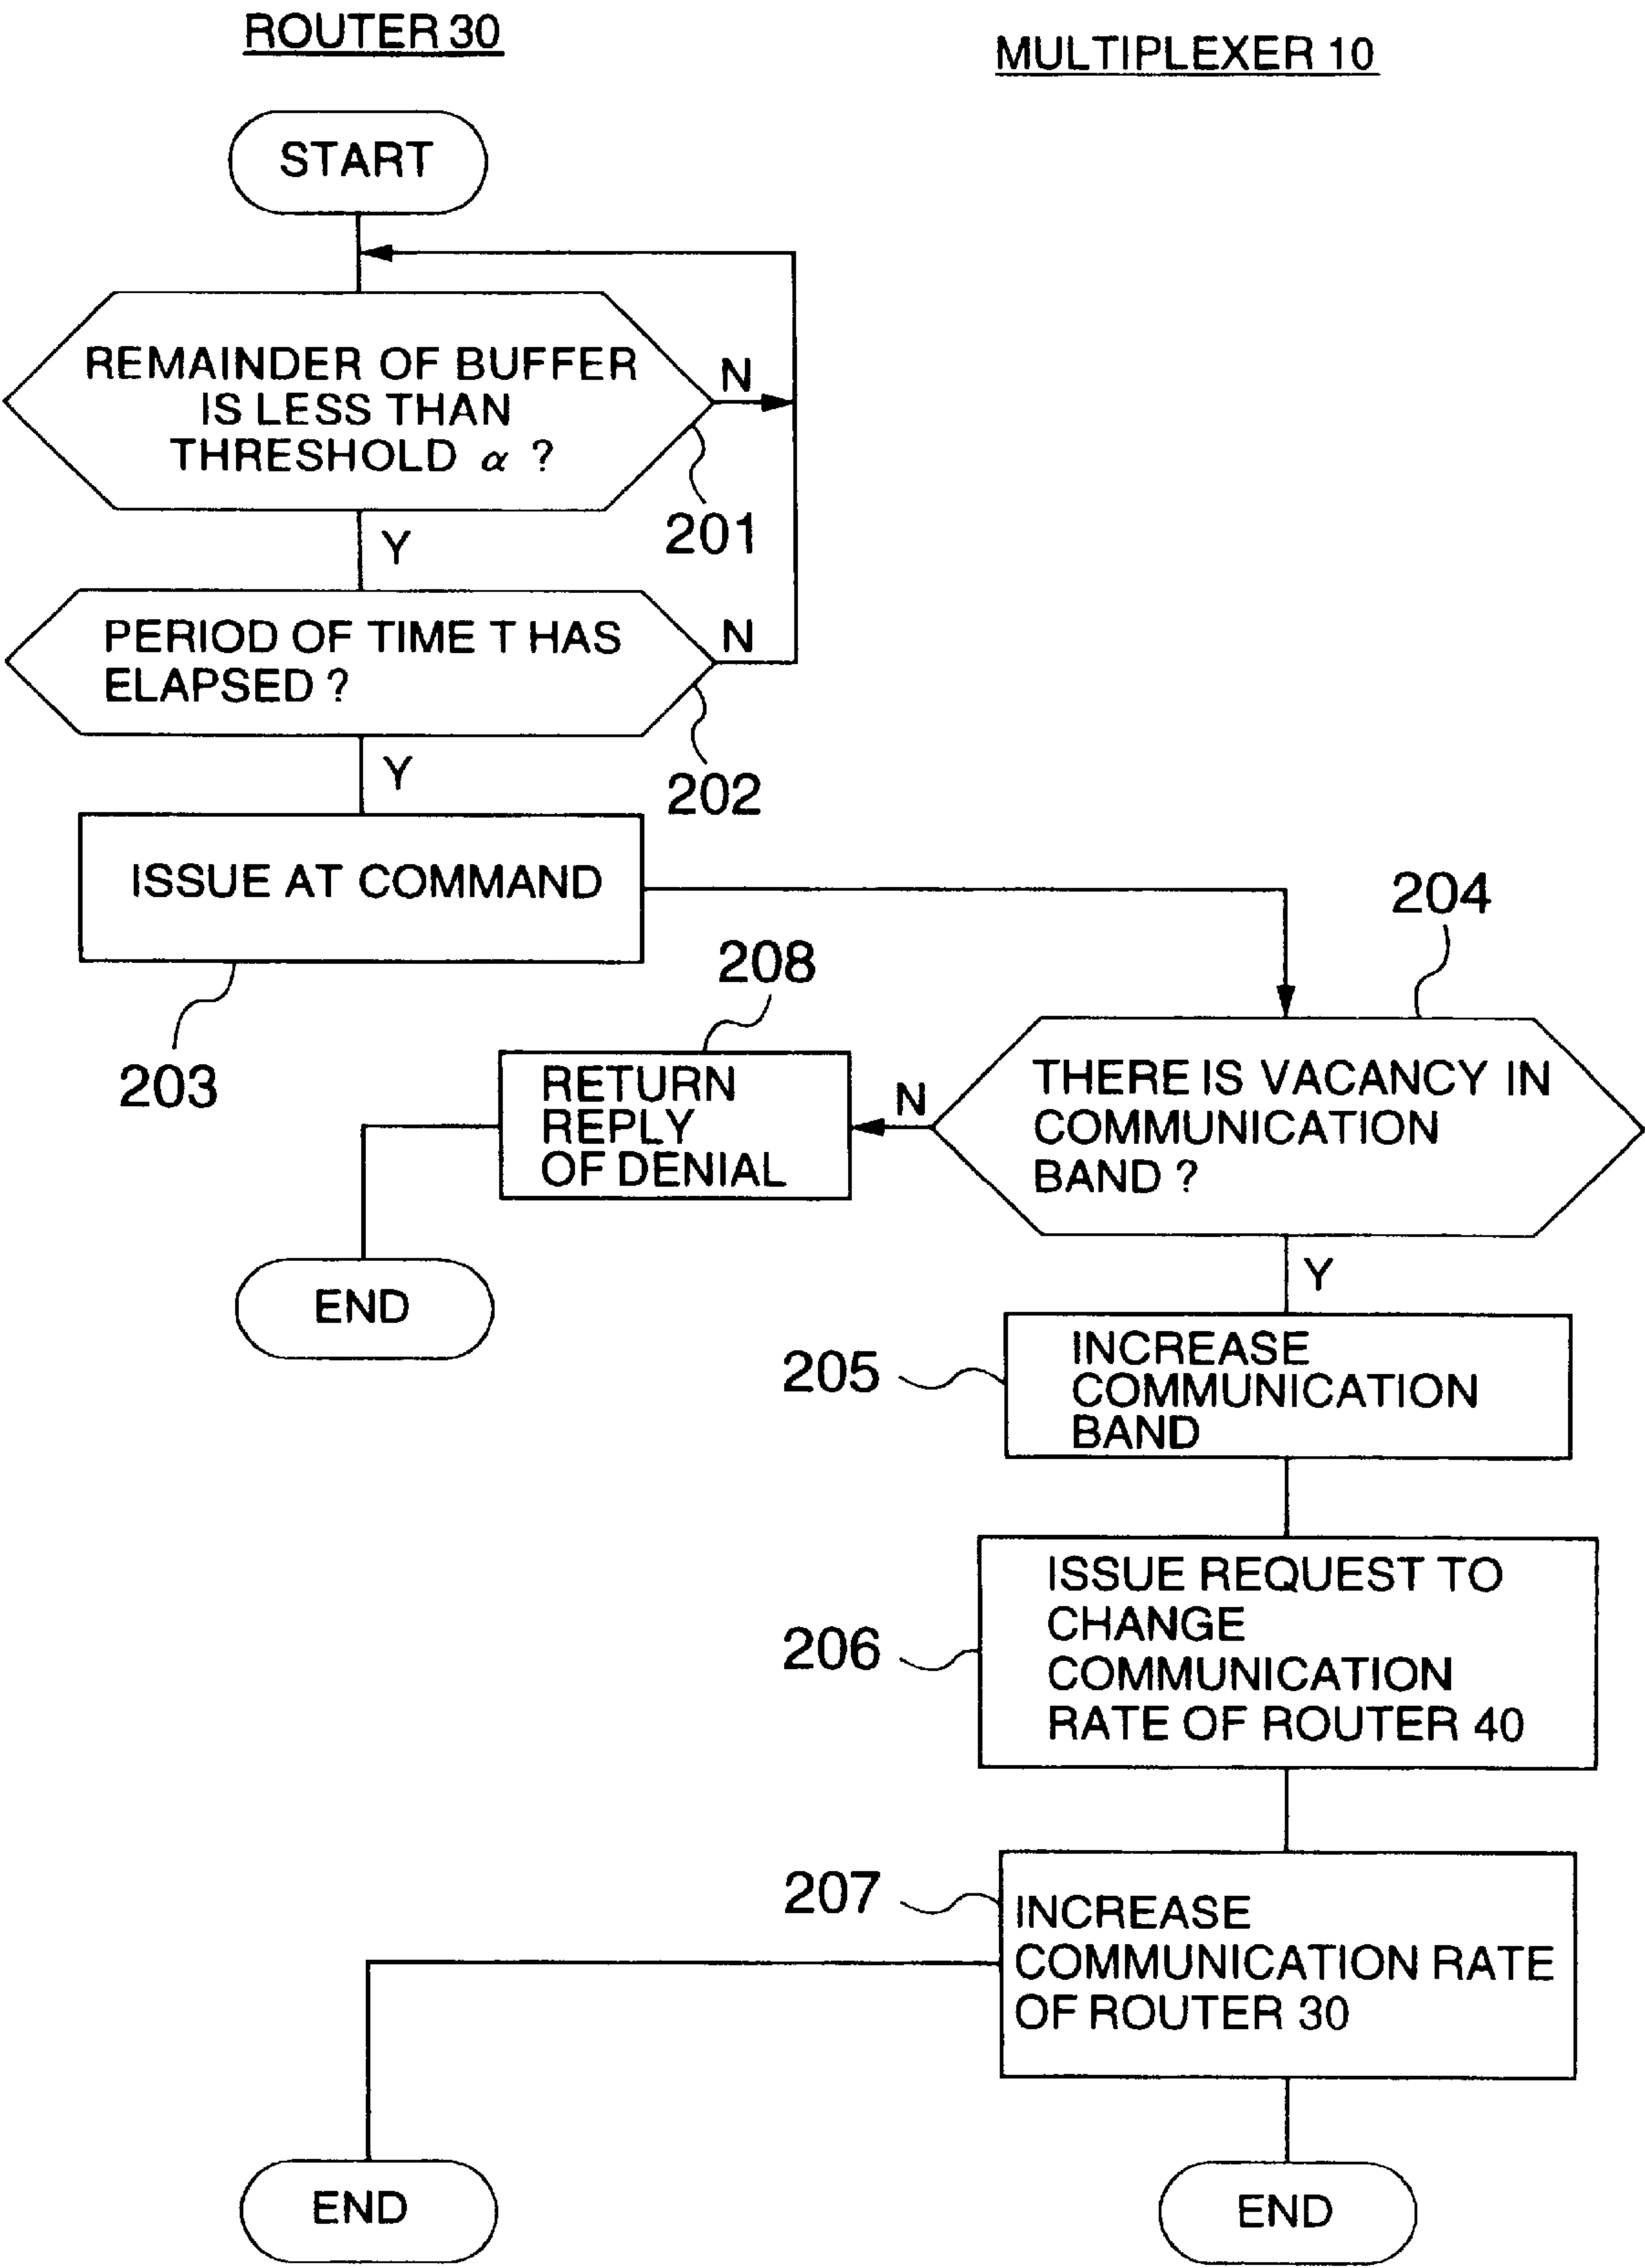 ROUTER 30
MULTIPLEXER 10
START
REMAINDER OF BUFFER
IS LESS THAN
THRESHOLD α ?
N
201
Y
PERIOD OF TIME T HAS
ELAPSED ?
N
202
Y
ISSUE AT COMMAND
203
204
THERE IS VACANCY IN
COMMUNICATION
BAND ?
N
208
RETURN
REPLY
OF DENIAL
END
Y
205
INCREASE
COMMUNICATION
BAND
206
ISSUE REQUEST TO
CHANGE
COMMUNICATION
RATE OF ROUTER 40
207
INCREASE
COMMUNICATION RATE
OF ROUTER 30
END
END